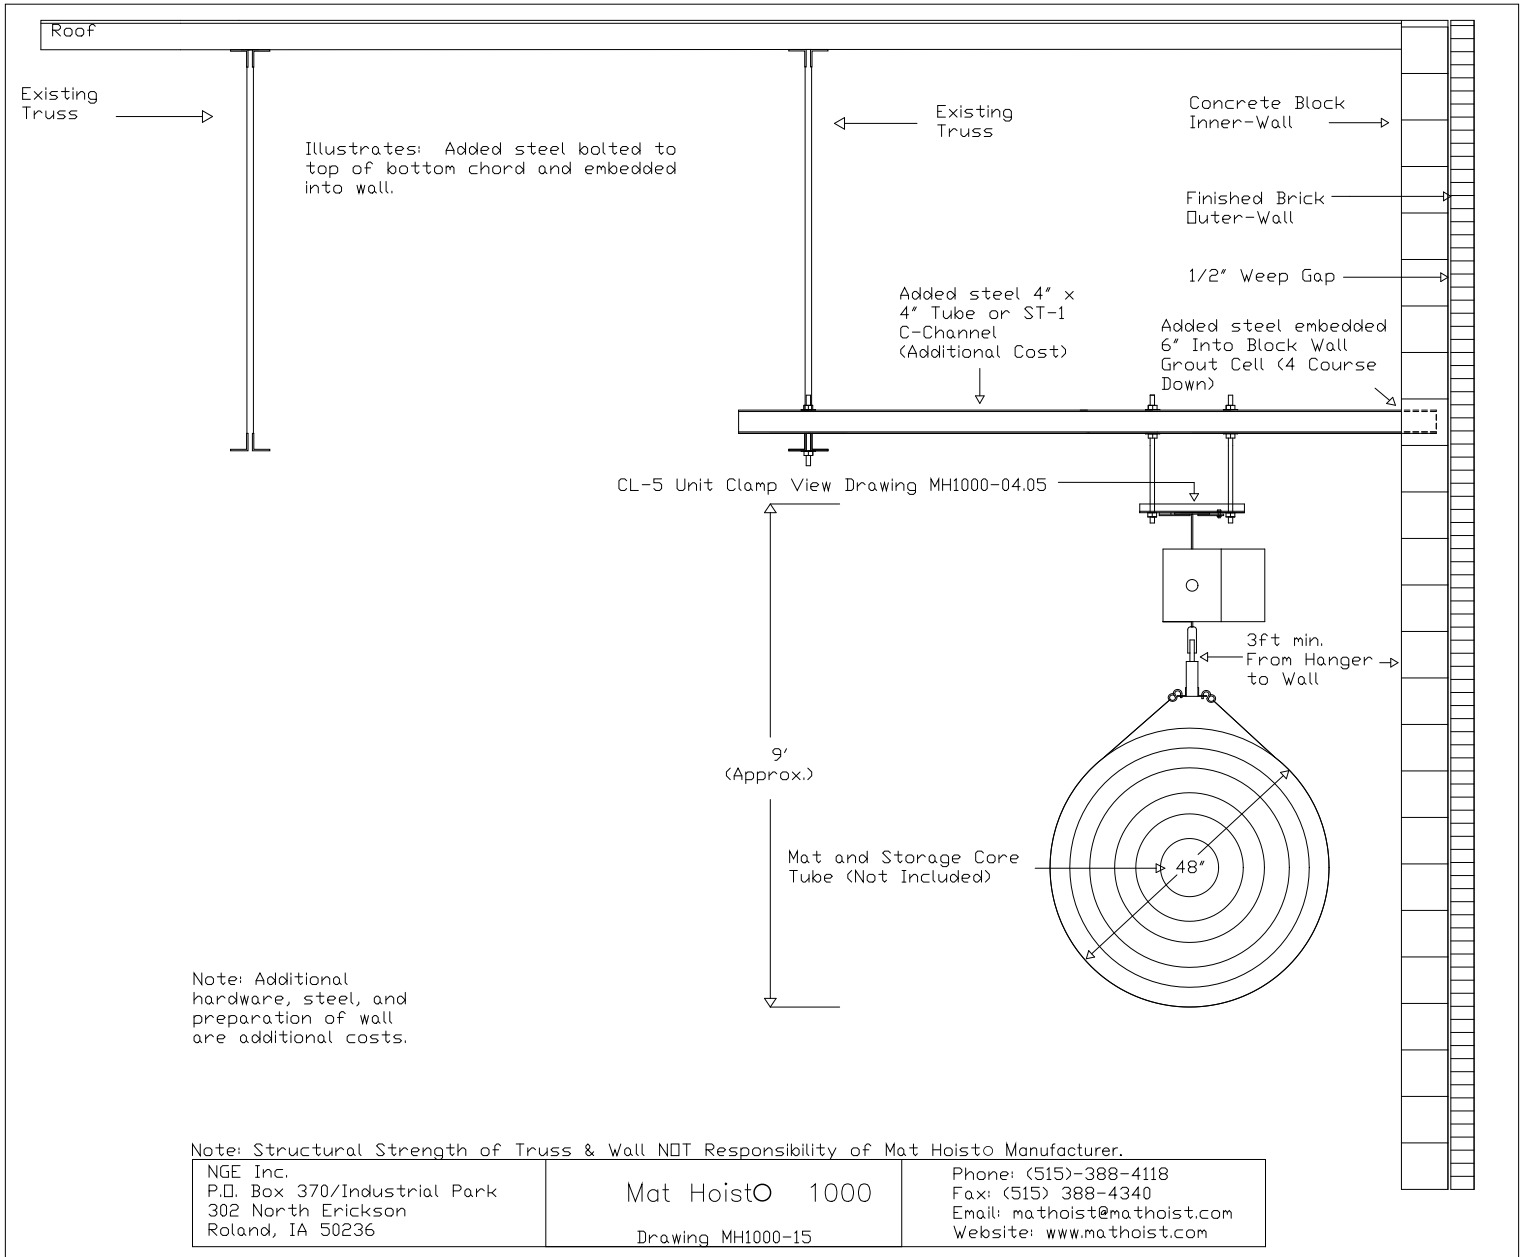 Roof
Existing
Truss
Existing
Truss
Concrete Block
Inner-Wall
Illustrates: Added steel bolted to
top of bottom chord and embedded
into wall.
Finished Brick
Outer-Wall
1/2" Weep Gap
Added steel 4" x
4" Tube or ST-1
C-Channel
(Additional Cost)
Added steel embedded
6" Into Block Wall
Grout Cell (4 Course
Down)
CL-5 Unit Clamp View Drawing MH1000-04.05
3ft min.
From Hanger
to Wall
9'
(Approx.)
Mat and Storage Core
Tube (Not Included)
48"
Note: Additional
hardware, steel, and
preparation of wall
are additional costs.
Note: Structural Strength of Truss & Wall NOT Responsibility of Mat HoistO Manufacturer.
NGE Inc.
P.O. Box 370/Industrial Park
302 North Erickson
Roland, IA 50236
Mat HoistO 1000
Drawing MH1000-15
Phone: (515)-388-4118
Fax: (515) 388-4340
Email: mathoist@mathoist.com
Website: www.mathoist.com